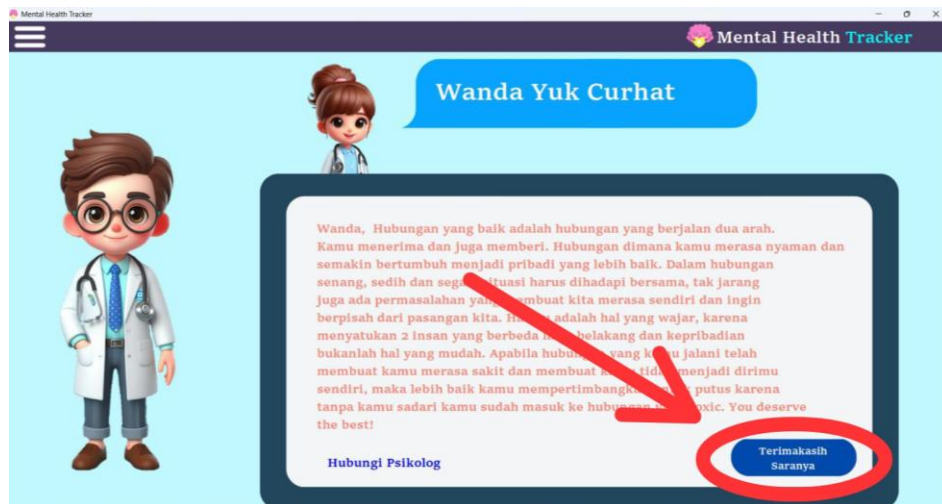 Mental Health Tracker
Mental Health Tracker
Wanda Yuk Curhat
Wanda, Hubungan yang baik adalah hubungan yang berjalan dua arah.
Kamu menerima dan juga memberi. Hubungan dimana kamu merasa nyaman dan
semakin bertumbuh menjadi pribadi yang lebih baik. Dalam hubungan
senang, sedih dan sega situasi harus dihadapi bersama, tak jarang
juga ada permasalahan yang membuat kita merasa sendiri dan ingin
berpisah dari pasangan kita. adalah hal yang wajar, karena
menyatukan 2 insan yang berbeda belakang dan kepribadian
bukanlah hal yang mudah. Apabila hubungan yang kamu jalani telah
membuat kamu merasa sakit dan membuat tidak menjadi dirimu
sendiri, maka lebih baik kamu mempertimbangkan putus karena
tanpa kamu sadari kamu sudah masuk ke hubungan toxic. You deserve
the best!
Hubungi Psikolog
Terimakasih
Saranya